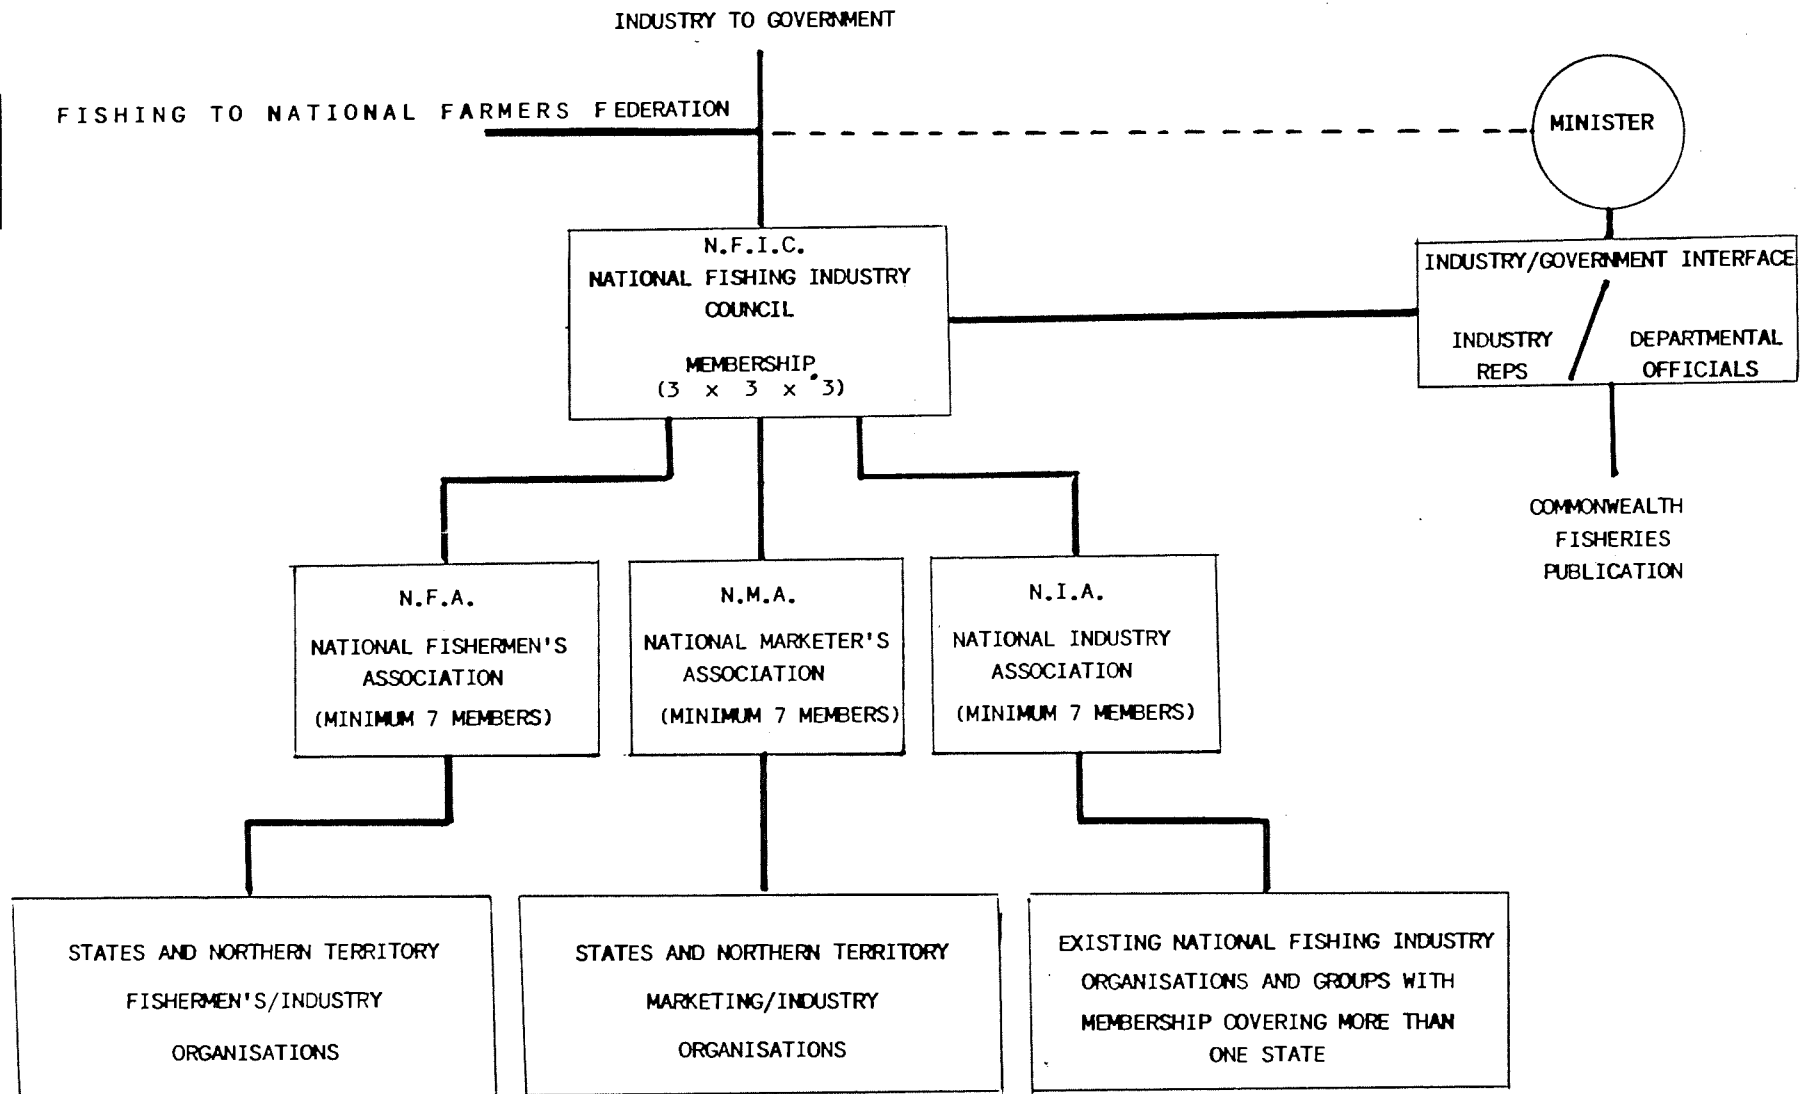 INDUSTRY TO GOVERNMENT
FISHING TO NATIONAL FARMERS FEDERATION
MINISTER
N.F.I.C.
NATIONAL FISHING INDUSTRY
COUNCIL
MEMBERSHIP
(3 x 3 x 3)
INDUSTRY/GOVERNMENT INTERFACE
INDUSTRY
REPS
DEPARTMENTAL
OFFICIALS
COMMONWEALTH
FISHERIES
PUBLICATION
N.F.A.
NATIONAL FISHERMEN'S
ASSOCIATION
(MINIMUM 7 MEMBERS)
N.M.A.
NATIONAL MARKETER'S
ASSOCIATION
(MINIMUM 7 MEMBERS)
N.I.A.
NATIONAL INDUSTRY
ASSOCIATION
(MINIMUM 7 MEMBERS)
STATES AND NORTHERN TERRITORY
FISHERMEN'S/INDUSTRY
ORGANISATIONS
STATES AND NORTHERN TERRITORY
MARKETING/INDUSTRY
ORGANISATIONS
EXISTING NATIONAL FISHING INDUSTRY
ORGANISATIONS AND GROUPS WITH
MEMBERSHIP COVERING MORE THAN
ONE STATE